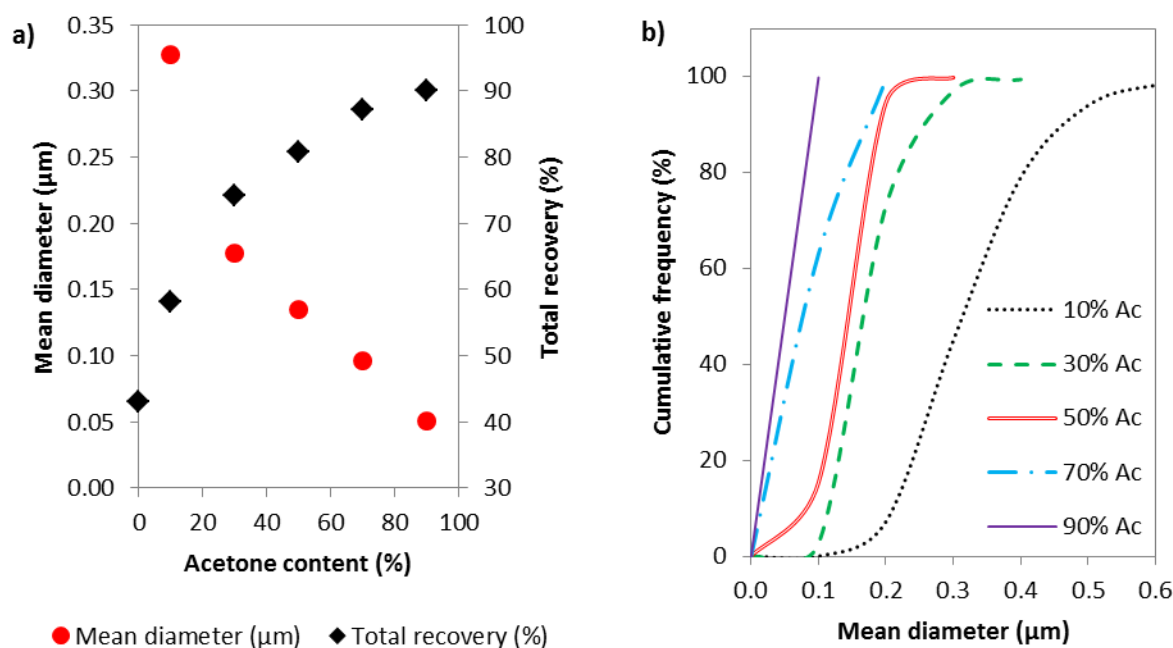 a)
Mean diameter (µm)
0.35
0.30
0.25
0.20
0.15
0.10
0.05
0.00
100
90
80
70
60
50
40
30
Total recovery (%)
0 20 40 60 80 100
Acetone content (%)
Mean diameter (µm) Total recovery (%)
b)
Cumulative frequency (%)
100
80
60
40
20
0
10% Ac
30% Ac
50% Ac
70% Ac
90% Ac
0.0 0.1 0.2 0.3 0.4 0.5 0.6
Mean diameter (µm)